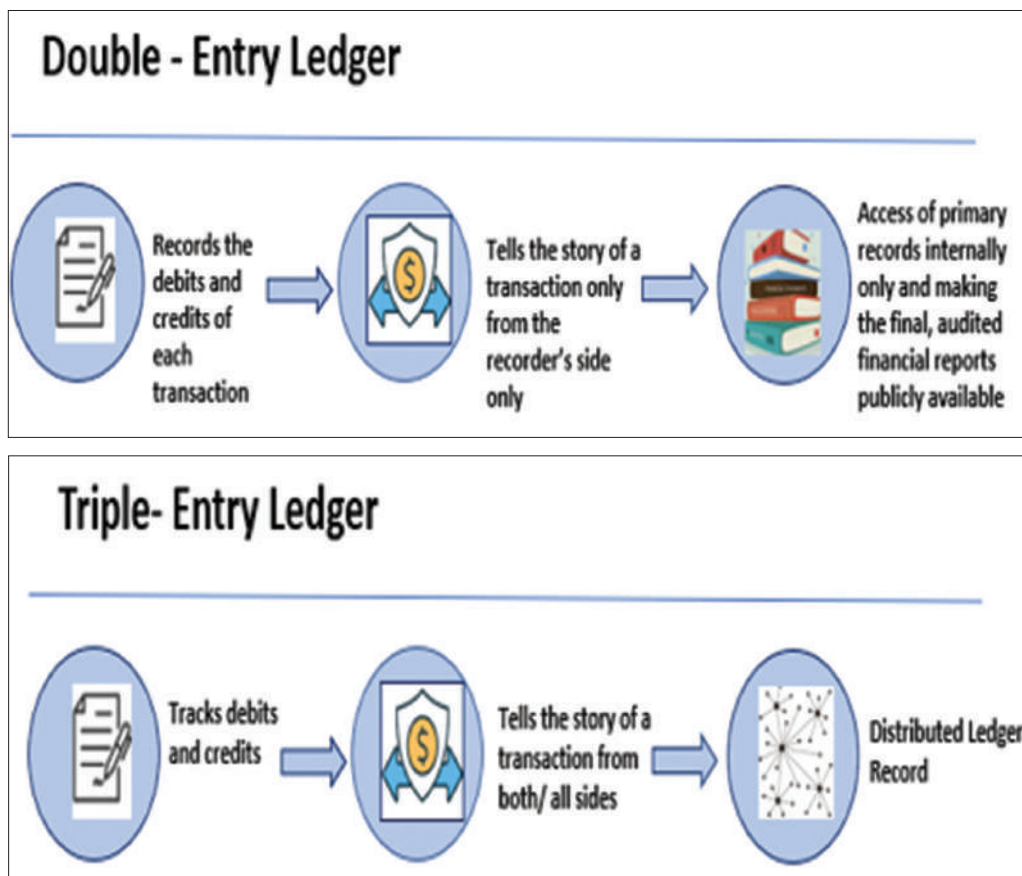 Double - Entry Ledger
Records the
debits and
credits of
each
transaction
Tells the story of a
transaction only
from the
recorder's side
only
Access of primary
records internally
only and making
the final, audited
financial reports
publicly available
Triple- Entry Ledger
Tracks debits
and credits
Tells the story of a
transaction from
both/ all sides
Distributed Ledger
Record